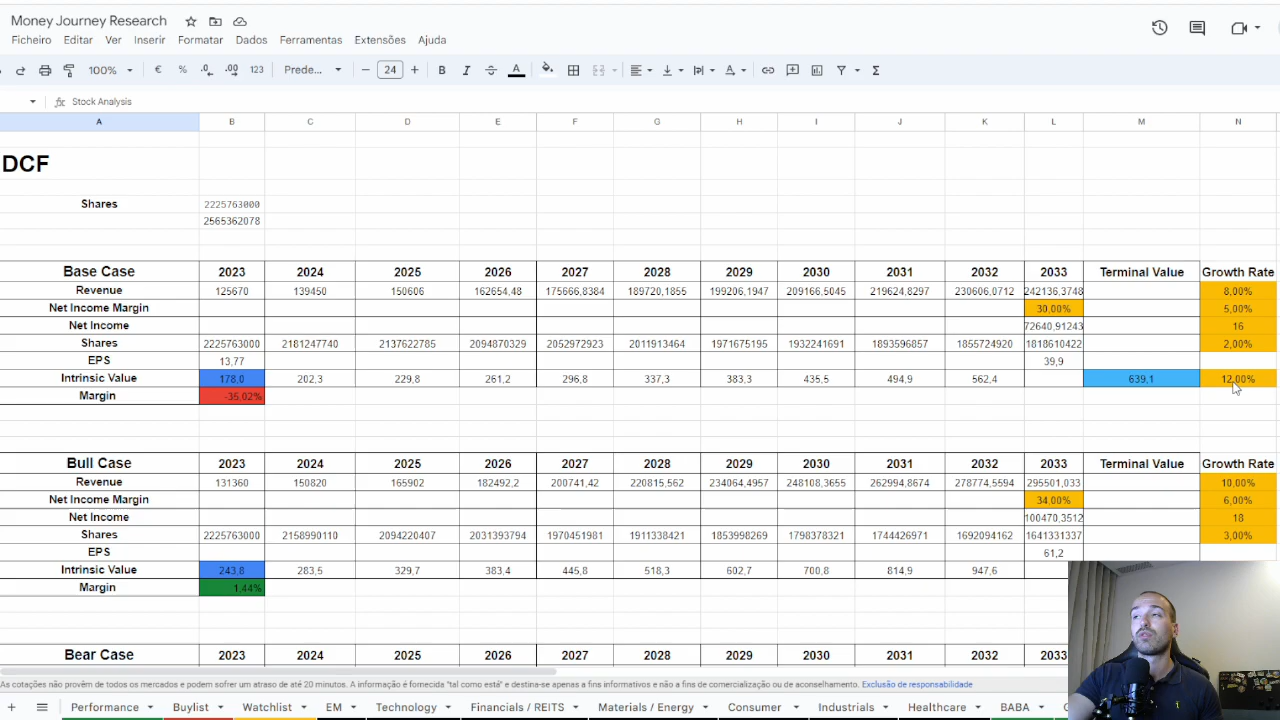 Money Journey Research
Ficheiro Editar Ver Inserir Formatar Dados Ferramentas Extensões Ajuda
100% € % .0 .00 123 Prede... 24 B I A Σ
fx Stock Analysis
A B C D E F G H I J K L M N
DCF
Shares 2225763000
2565362078
Base Case 2023 2024 2025 2026 2027 2028 2029 2030 2031 2032 2033 Terminal Value Growth Rate
Revenue 125670 139450 150606 162654,48 175666,8384 189720,1855 199206,1947 209166,5045 219624,8297 230606,0712 242136,3748 8,00%
Net Income Margin 30,00% 5,00%
Net Income 72640,91243 16
Shares 2225763000 2181247740 2137622785 2094870329 2052972923 2011913464 1971675195 1932241691 1893596857 1855724920 1818610422 2,00%
EPS 13,77 39,9
Intrinsic Value 178,0 202,3 229,8 261,2 296,8 337,3 383,3 435,5 494,9 562,4 639,1 12,00%
Margin -35,02%
Bull Case 2023 2024 2025 2026 2027 2028 2029 2030 2031 2032 2033 Terminal Value Growth Rate
Revenue 131360 150820 165902 182492,2 200741,42 220815,562 234064,4957 248108,3655 262994,8674 278774,5594 295501,033 10,00%
Net Income Margin 34,00% 6,00%
Net Income 100470,3512 18
Shares 2225763000 2158990110 2094220407 2031393794 1970451981 1911338421 1853998269 1798378321 1744426971 1692094162 1641331337 3,00%
EPS 61,2
Intrinsic Value 243,8 283,5 329,7 383,4 445,8 518,3 602,7 700,8 814,9 947,6
Margin 1,44%
Bear Case 2023 2024 2025 2026 2027 2028 2029 2030 2031 2032 2033
As cotações não provêm de todos os mercados e podem sofrer um atraso de até 20 minutos. A informação é fornecida "tal como está" e destina-se apenas a fins informativos e não a fins de comercialização ou de aconselhamento. Exclusão de responsabilidade
Performance Buylist Watchlist EM Technology Financials / REITS Materials / Energy Consumer Industrials Healthcare BABA